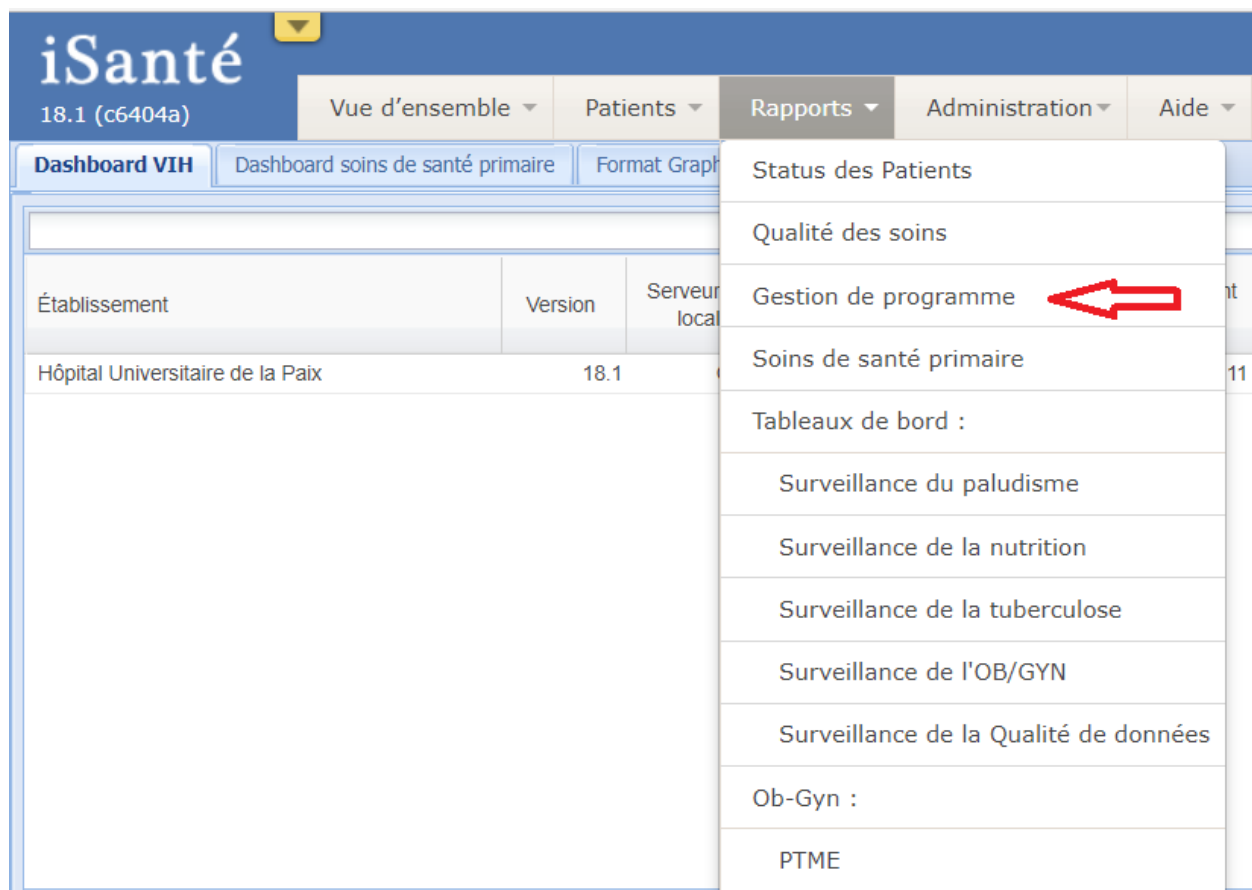 iSanté
18.1 (c6404a)
Vue d’ensemble Patients Rapports Administration Aide
Dashboard VIH Dashboard soins de santé primaire Format
Établissement Version Serveur local
Hôpital Universitaire de la Paix 18.1 11
Status des Patients
Qualité des soins
Gestion de programme
Soins de santé primaire
Tableaux de bord :
Surveillance du paludisme
Surveillance de la nutrition
Surveillance de la tuberculose
Surveillance de l'OB/GYN
Surveillance de la Qualité de données
Ob-Gyn :
PTME